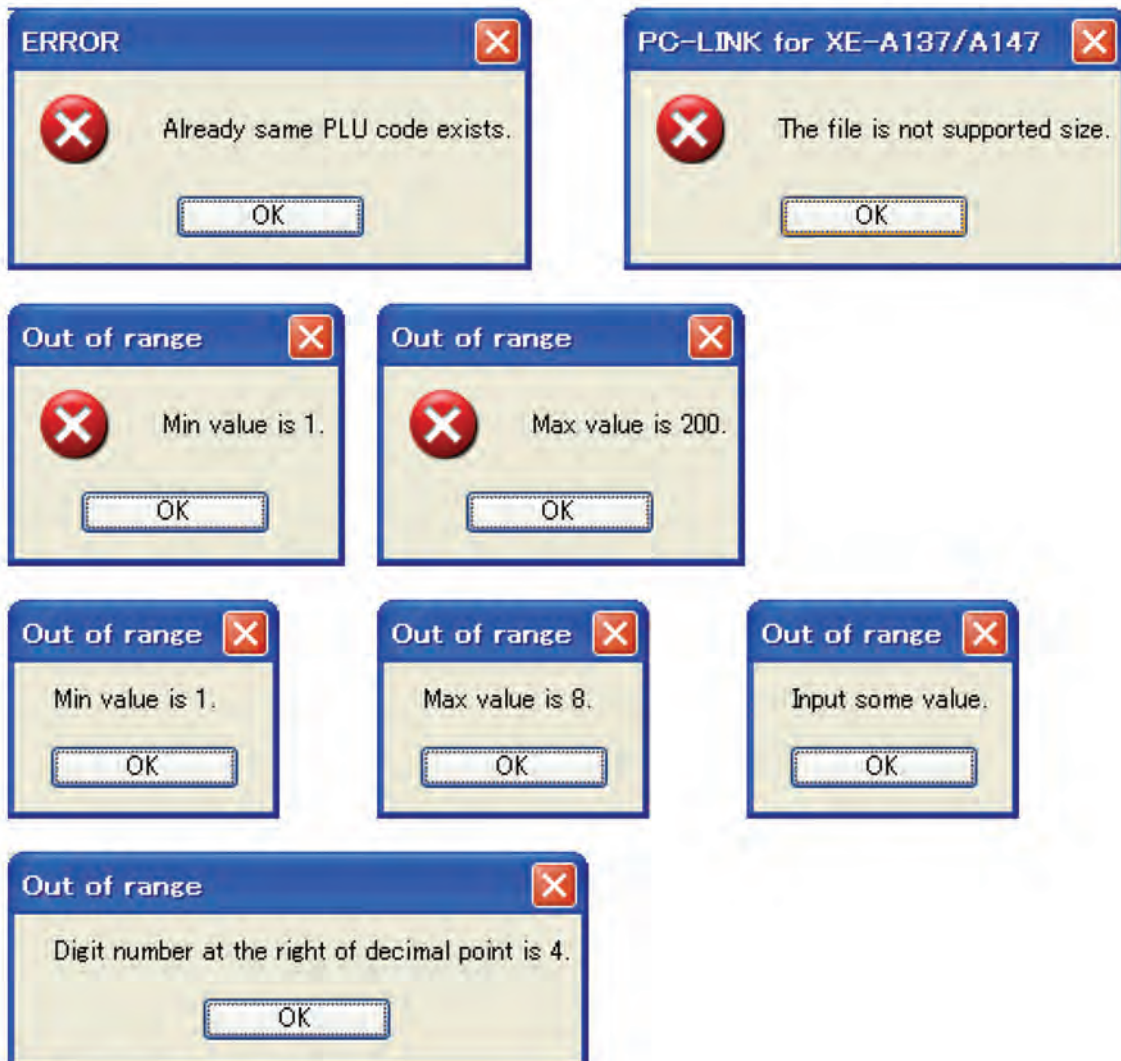 ERROR
Already same PLU code exists.
OK
PC-LINK for XE-A137/A147
The file is not supported size.
OK
Out of range
Min value is 1.
OK
Out of range
Max value is 200.
OK
Out of range
Min value is 1.
OK
Out of range
Max value is 8.
OK
Out of range
Input some value.
OK
Out of range
Digit number at the right of decimal point is 4.
OK